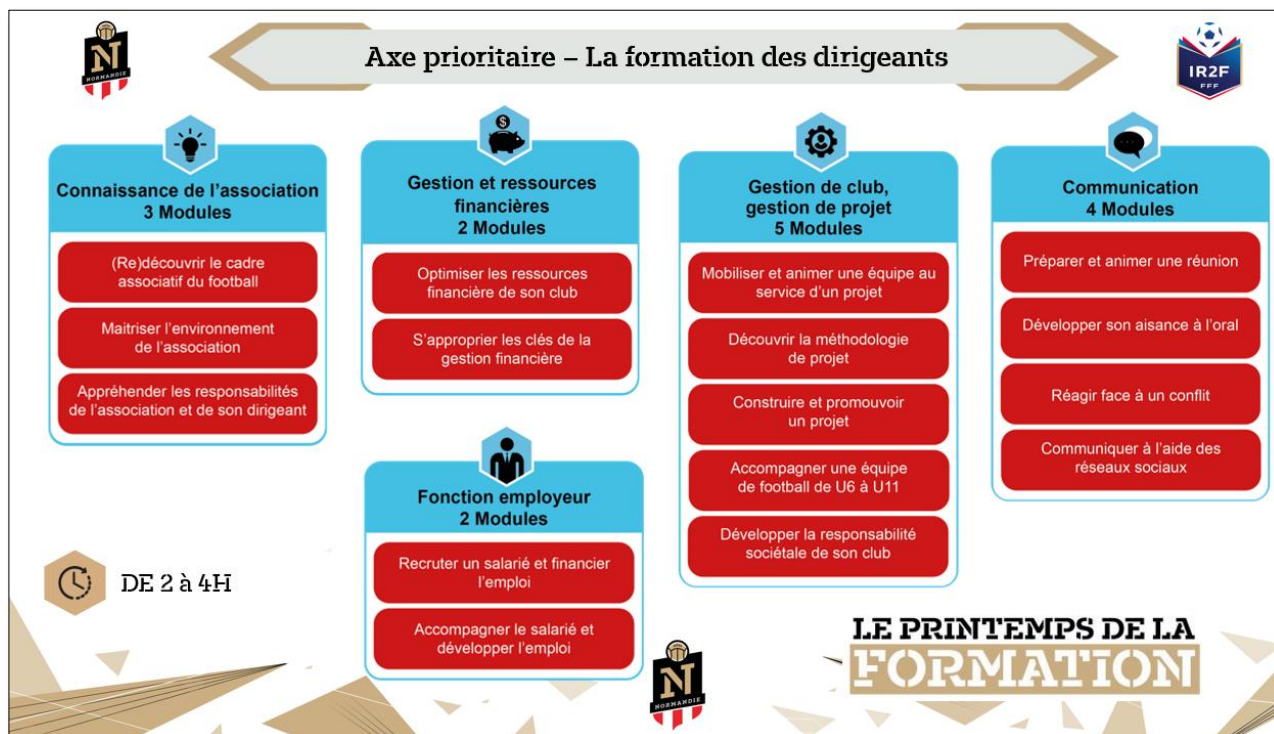 Axe prioritaire – La formation des dirigeants
N
NORMANDIE
IR2F
FFF
Connaissance de l'association
3 Modules
(Re)découvrir le cadre
associatif du football
Maitriser l'environnement
de l'association
Appréhender les responsabilités
de l'association et de son dirigeant
$
Gestion et ressources
financières
2 Modules
Optimiser les ressources
financière de son club
S'approprier les clés de la
gestion financière
Fonction employeur
2 Modules
Recruter un salarié et financier
l'emploi
Accompagner le salarié et
développer l'emploi
Gestion de club,
gestion de projet
5 Modules
Mobiliser et animer une équipe au
service d'un projet
Découvrir la méthodologie
de projet
Construire et promouvoir
un projet
Accompagner une équipe
de football de U6 à U11
Développer la responsabilité
sociétale de son club
Communication
4 Modules
Préparer et animer une réunion
Développer son aisance à l'oral
Réagir face à un conflit
Communiquer à l'aide des
réseaux sociaux
DE 2 à 4H
N
NORMANDIE
LE PRINTEMPS DE LA
FORMATION